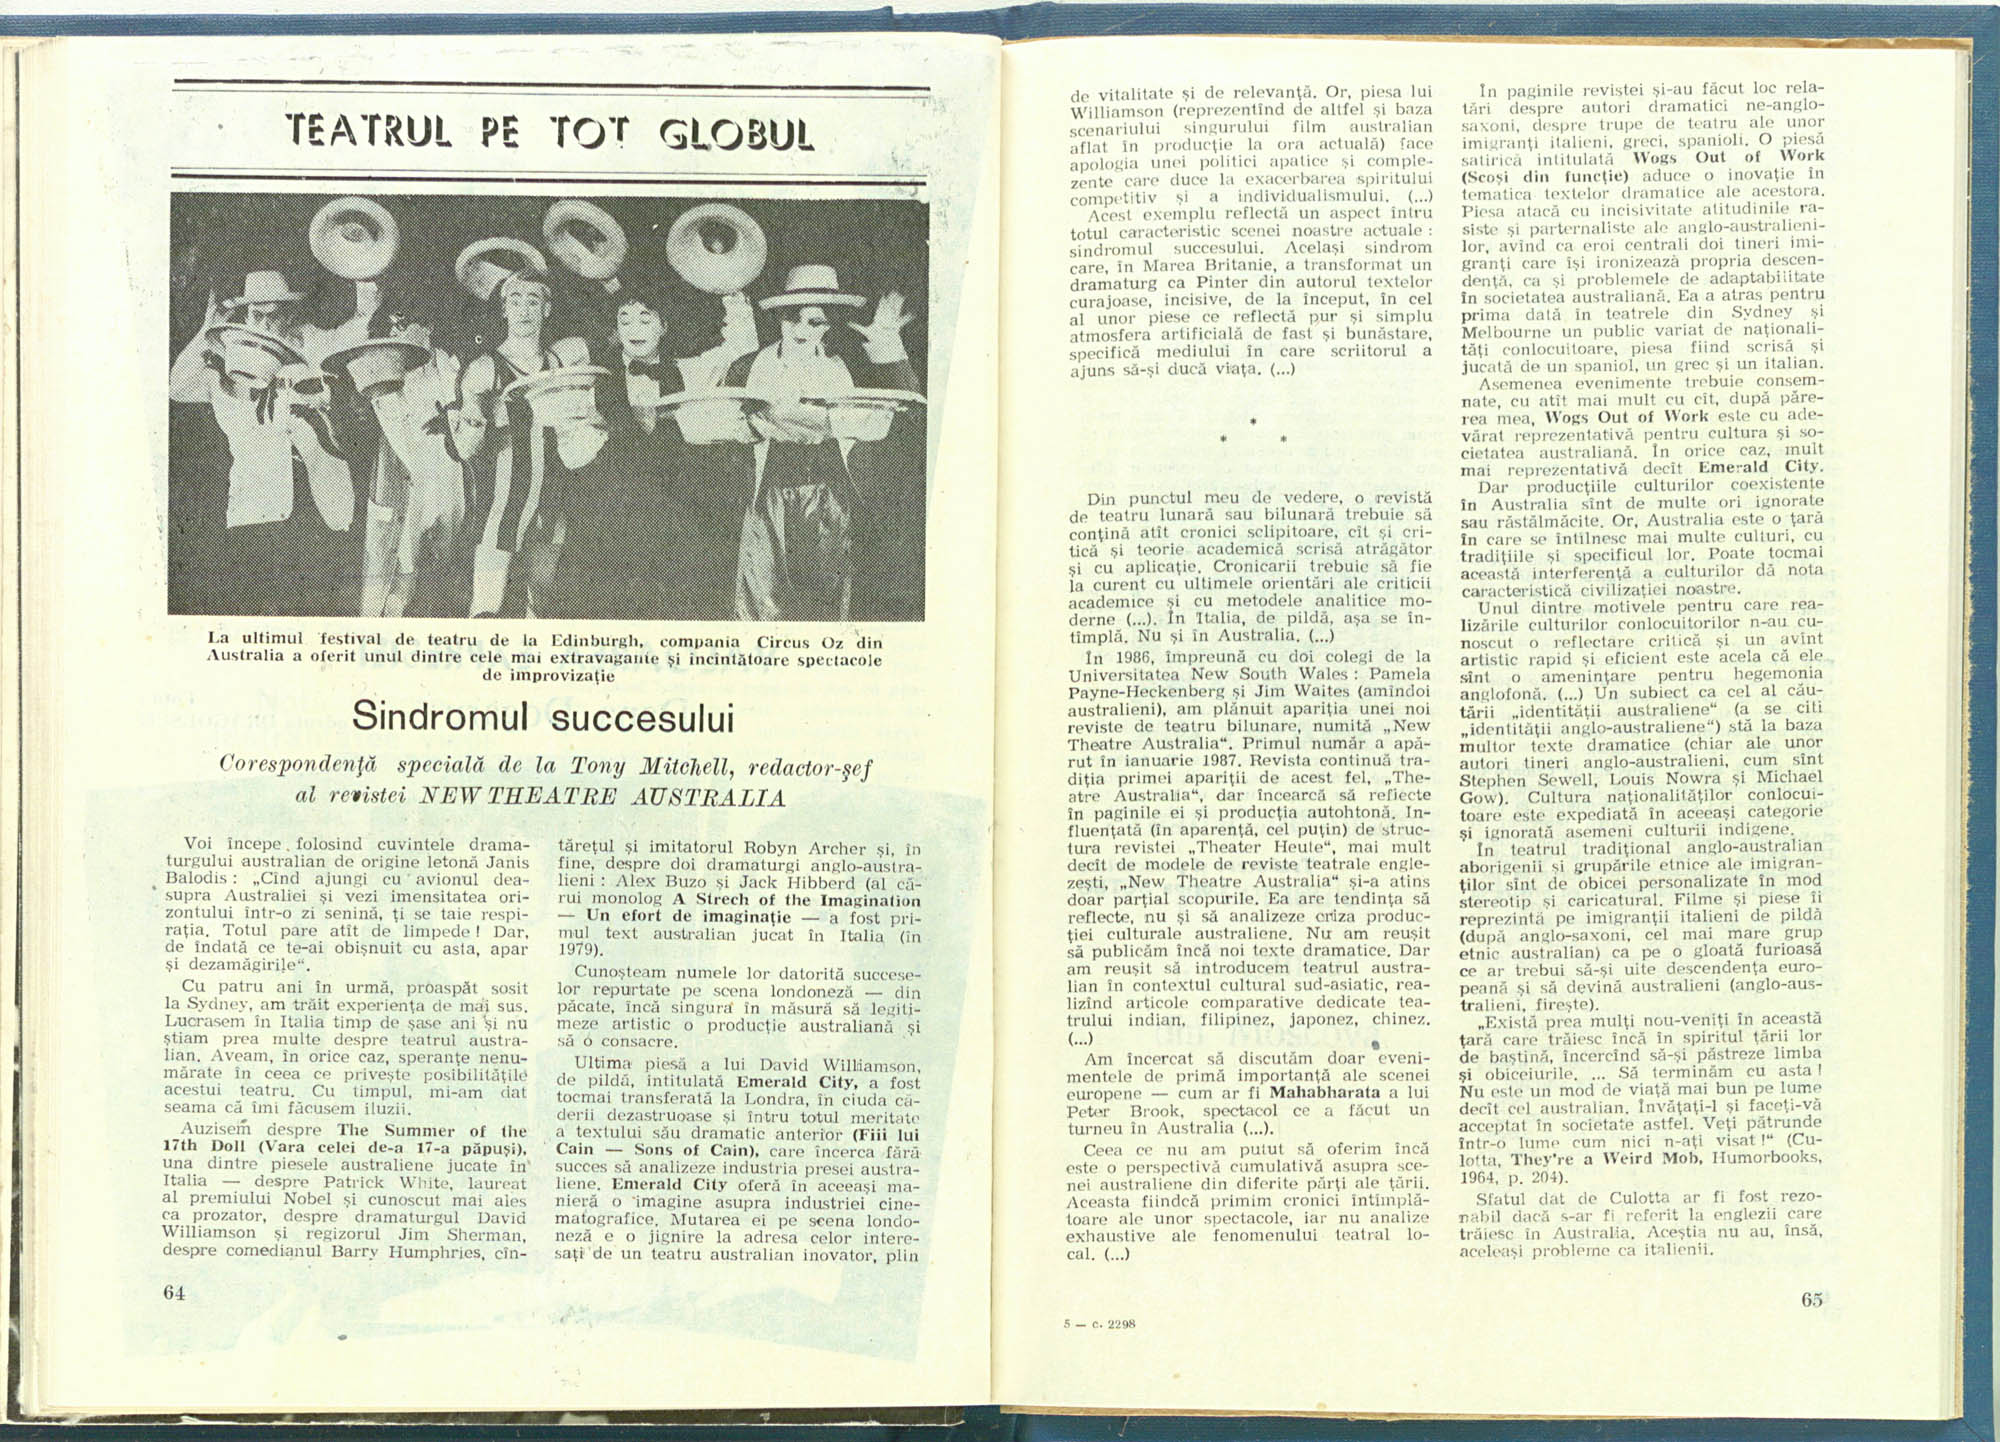 TEATRUL PE TOT GLOBUL
La ultimul festival de teatru de la Edinburgh, compania Circus Oz din
Australia a oferit unul dintre cele mai extravagante și incîntătoare spectacole
de improvizație
Sindromul succesului
Corespondență specială de la Tony Mitchell, redactor-șef
al revistei NEW THEATRE AUSTRALIA
Voi începe folosind cuvintele drama-
turgului australian de origine letonă Janis
Balodis : „Cînd ajungi cu avionul dea-
supra Australiei și vezi imensitatea ori-
zontului într-o zi senină, ți se taie respi-
rația. Totul pare atît de limpede ! Dar,
de îndată ce te-ai obișnuit cu asta, apar
și dezamăgirile“.
Cu patru ani în urmă, proaspăt sosit
la Sydney, am trăit experiența de mai sus.
Lucrasem în Italia timp de șase ani și nu
știam prea multe despre teatrul austra-
lian. Aveam, în orice caz, speranțe nenu-
mărate în ceea ce privește posibilitățile
acestui teatru. Cu timpul, mi-am dat
seama că îmi făcusem iluzii.
Auzisem despre The Summer of the
17th Doll (Vara celei de-a 17-a păpuși),
una dintre piesele australiene jucate în
Italia — despre Patrick White, laureat
al premiului Nobel și cunoscut mai ales
ca prozator, despre dramaturgul David
Williamson și regizorul Jim Sherman,
despre comedianul Barry Humphries, cîn-
tărețul și imitatorul Robyn Archer și, în
fine, despre doi dramaturgi anglo-austra-
lieni : Alex Buzo și Jack Hibberd (al că-
rui monolog A Strech of the Imagination
— Un efort de imaginație — a fost pri-
mul text australian jucat în Italia (în
1979).
Cunoșteam numele lor datorită succese-
lor repurtate pe scena londoneză — din
păcate, încă singura în măsură să legiti-
meze artistic o producție australiană și
să o consacre.
Ultima piesă a lui David Williamson,
de pildă, intitulată Emerald City, a fost
tocmai transferată la Londra, în ciuda că-
derii dezastruoase și întru totul meritate
a textului său dramatic anterior (Fiii lui
Cain — Sons of Cain), care încerca fără
succes să analizeze industria presei austra-
liene. Emerald City oferă în aceeași ma-
nieră o imagine asupra industriei cine-
matografice. Mutarea ei pe scena londo-
neză e o jignire la adresa celor intere-
sați de un teatru australian inovator, plin
64
de vitalitate și de relevanță. Or, piesa lui
Williamson (reprezentînd de altfel și baza
scenariului singurului film australian
aflat în producție la ora actuală) face
apologia unei politici apatice și comple-
zente care duce la exacerbarea spiritului
competitiv și a individualismului. (...)
Acest exemplu reflectă un aspect întru
totul caracteristic scenei noastre actuale :
sindromul succesului. Același sindrom
care, în Marea Britanie, a transformat un
dramaturg ca Pinter din autorul textelor
curajoase, incisive, de la început, în cel
al unor piese ce reflectă pur și simplu
atmosfera artificială de fast și bunăstare,
specifică mediului în care scriitorul a
ajuns să-și ducă viața. (...)
*
* *
Din punctul meu de vedere, o revistă
de teatru lunară sau bilunară trebuie să
conțină atît cronici sclipitoare, cît și cri-
tică și teorie academică scrisă atrăgător
și cu aplicație. Cronicarii trebuie să fie
la curent cu ultimele orientări ale criticii
academice și cu metodele analitice mo-
derne (...). În Italia, de pildă, așa se în-
tîmplă. Nu și în Australia. (...)
În 1986, împreună cu doi colegi de la
Universitatea New South Wales : Pamela
Payne-Heckenberg și Jim Waites (amîndoi
australieni), am plănuit apariția unei noi
reviste de teatru bilunare, numită „New
Theatre Australia“. Primul număr a apă-
rut în ianuarie 1987. Revista continuă tra-
diția primei apariții de acest fel, „The-
atre Australia“, dar încearcă să reflecte
în paginile ei și producția autohtonă. In-
fluențată (în aparență, cel puțin) de struc-
tura revistei „Theater Heute“, mai mult
decît de modele de reviste teatrale engle-
zești, „New Theatre Australia“ și-a atins
doar parțial scopurile. Ea are tendința să
reflecte, nu și să analizeze criza produc-
ției culturale australiene. Nu am reușit
să publicăm încă noi texte dramatice. Dar
am reușit să introducem teatrul austra-
lian în contextul cultural sud-asiatic, rea-
lizînd articole comparative dedicate tea-
trului indian, filipinez, japonez, chinez.
(...)
Am încercat să discutăm doar eveni-
mentele de primă importanță ale scenei
europene — cum ar fi Mahabharata a lui
Peter Brook, spectacol ce a făcut un
turneu în Australia (...).
Ceea ce nu am putut să oferim încă
este o perspectivă cumulativă asupra sce-
nei australiene din diferite părți ale țării.
Aceasta fiindcă primim cronici întîmplă-
toare ale unor spectacole, iar nu analize
exhaustive ale fenomenului teatral lo-
cal. (...)
5 — c. 2298
În paginile revistei și-au făcut loc rela-
tări despre autori dramatici ne-anglo-
saxoni, despre trupe de teatru ale unor
imigranți italieni, greci, spanioli. O piesă
satirică intitulată Wogs Out of Work
(Scoși din funcție) aduce o inovație în
tematica textelor dramatice ale acestora.
Piesa atacă cu incisivitate atitudinile ra-
siste și parternaliste ale anglo-australieni-
lor, avînd ca eroi centrali doi tineri imi-
granți care își ironizează propria descen-
dență, ca și problemele de adaptabilitate
în societatea australiană. Ea a atras pentru
prima dată în teatrele din Sydney și
Melbourne un public variat de naționali-
tăți conlocuitoare, piesa fiind scrisă și
jucată de un spaniol, un grec și un italian.
Asemenea evenimente trebuie consem-
nate, cu atît mai mult cu cît, după păre-
rea mea, Wogs Out of Work este cu ade-
vărat reprezentativă pentru cultura și so-
cietatea australiană. În orice caz, mult
mai reprezentativă decît Emerald City.
Dar producțiile culturilor coexistente
în Australia sînt de multe ori ignorate
sau răstălmăcite. Or, Australia este o țară
în care se întîlnesc mai multe culturi, cu
tradițiile și specificul lor. Poate tocmai
această interferență a culturilor dă nota
caracteristică civilizației noastre.
Unul dintre motivele pentru care rea-
lizările culturilor conlocuitorilor n-au cu-
noscut o reflectare critică și un avînt
artistic rapid și eficient este acela că ele
sînt o amenințare pentru hegemonia
anglofonă. (...) Un subiect ca cel al cău-
tării „identității australiene“ (a se citi
„identității anglo-australiene“) stă la baza
multor texte dramatice (chiar ale unor
autori tineri anglo-australieni, cum sînt
Stephen Sewell, Louis Nowra și Michael
Gow). Cultura naționalităților conlocui-
toare este expediată în aceeași categorie
și ignorată asemeni culturii indigene.
În teatrul tradițional anglo-australian
aborigenii și grupările etnice ale imigran-
ților sînt de obicei personalizate în mod
stereotip și caricatural. Filme și piese îi
reprezintă pe imigranții italieni de pildă
(după anglo-saxoni, cel mai mare grup
etnic australian) ca pe o gloată furioasă
ce ar trebui să-și uite descendența euro-
peană și să devină australieni (anglo-aus-
tralieni, firește).
„Există prea mulți nou-veniți în această
țară care trăiesc încă în spiritul țării lor
de baștină, încercînd să-și păstreze limba
și obiceiurile. ... Să terminăm cu asta !
Nu este un mod de viață mai bun pe lume
decît cel australian. Învățați-l și faceți-vă
acceptat în societate astfel. Veți pătrunde
într-o lume cum nici n-ați visat !“ (Cu-
lotta, They're a Weird Mob, Humorbooks,
1964, p. 204).
Sfatul dat de Culotta ar fi fost rezo-
nabil dacă s-ar fi referit la englezii care
trăiesc în Australia. Aceștia nu au, însă,
aceleași probleme ca italienii.
65